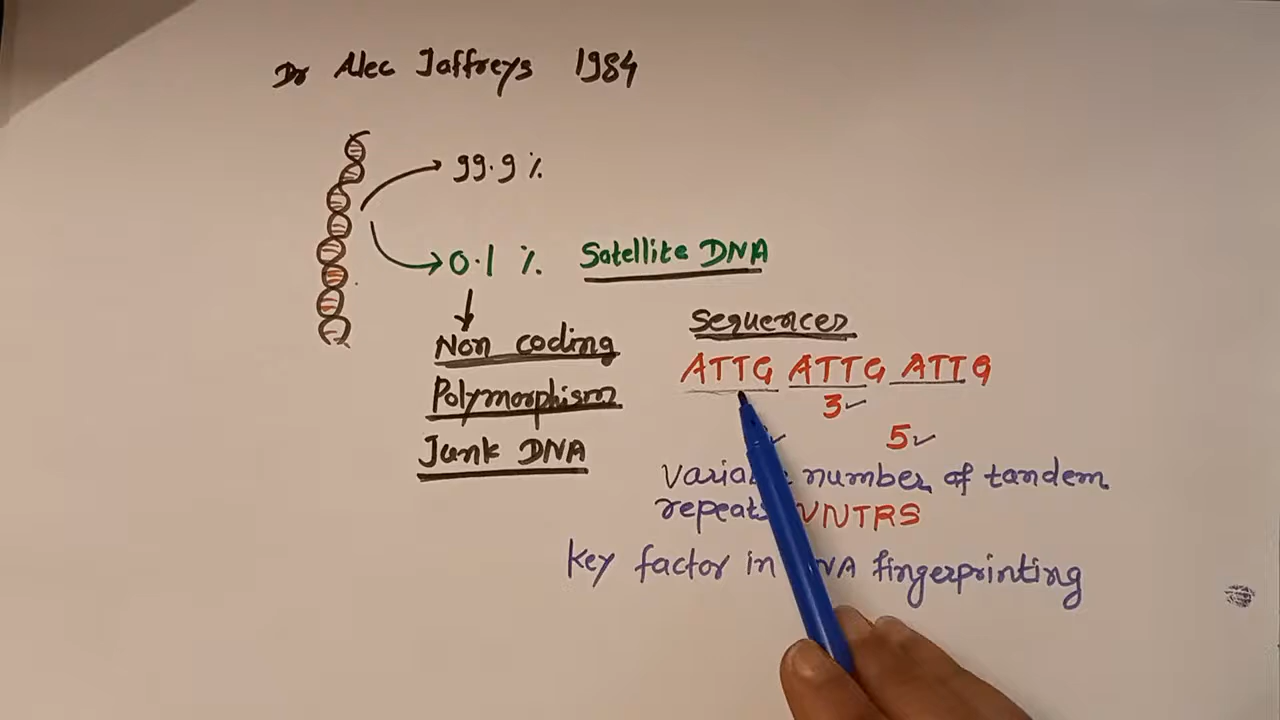 Dr Alec Jaffreys 1984
99.9 %
0.1 % Satellite DNA
Non coding
Polymorphism
Junk DNA
Sequences
ATTG ATTG ATTG
3✓
5✓
number of tandem
VNTRS
key factor in DNA fingerprinting